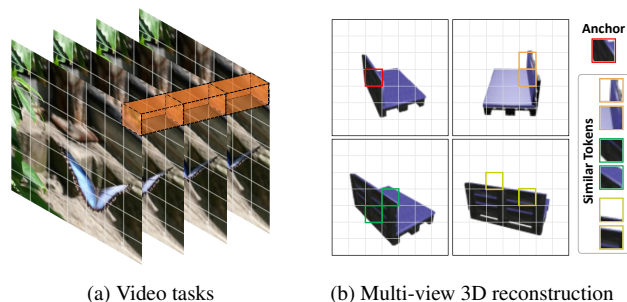 Anchor
Similar Tokens
(a) Video tasks
(b) Multi-view 3D reconstruction